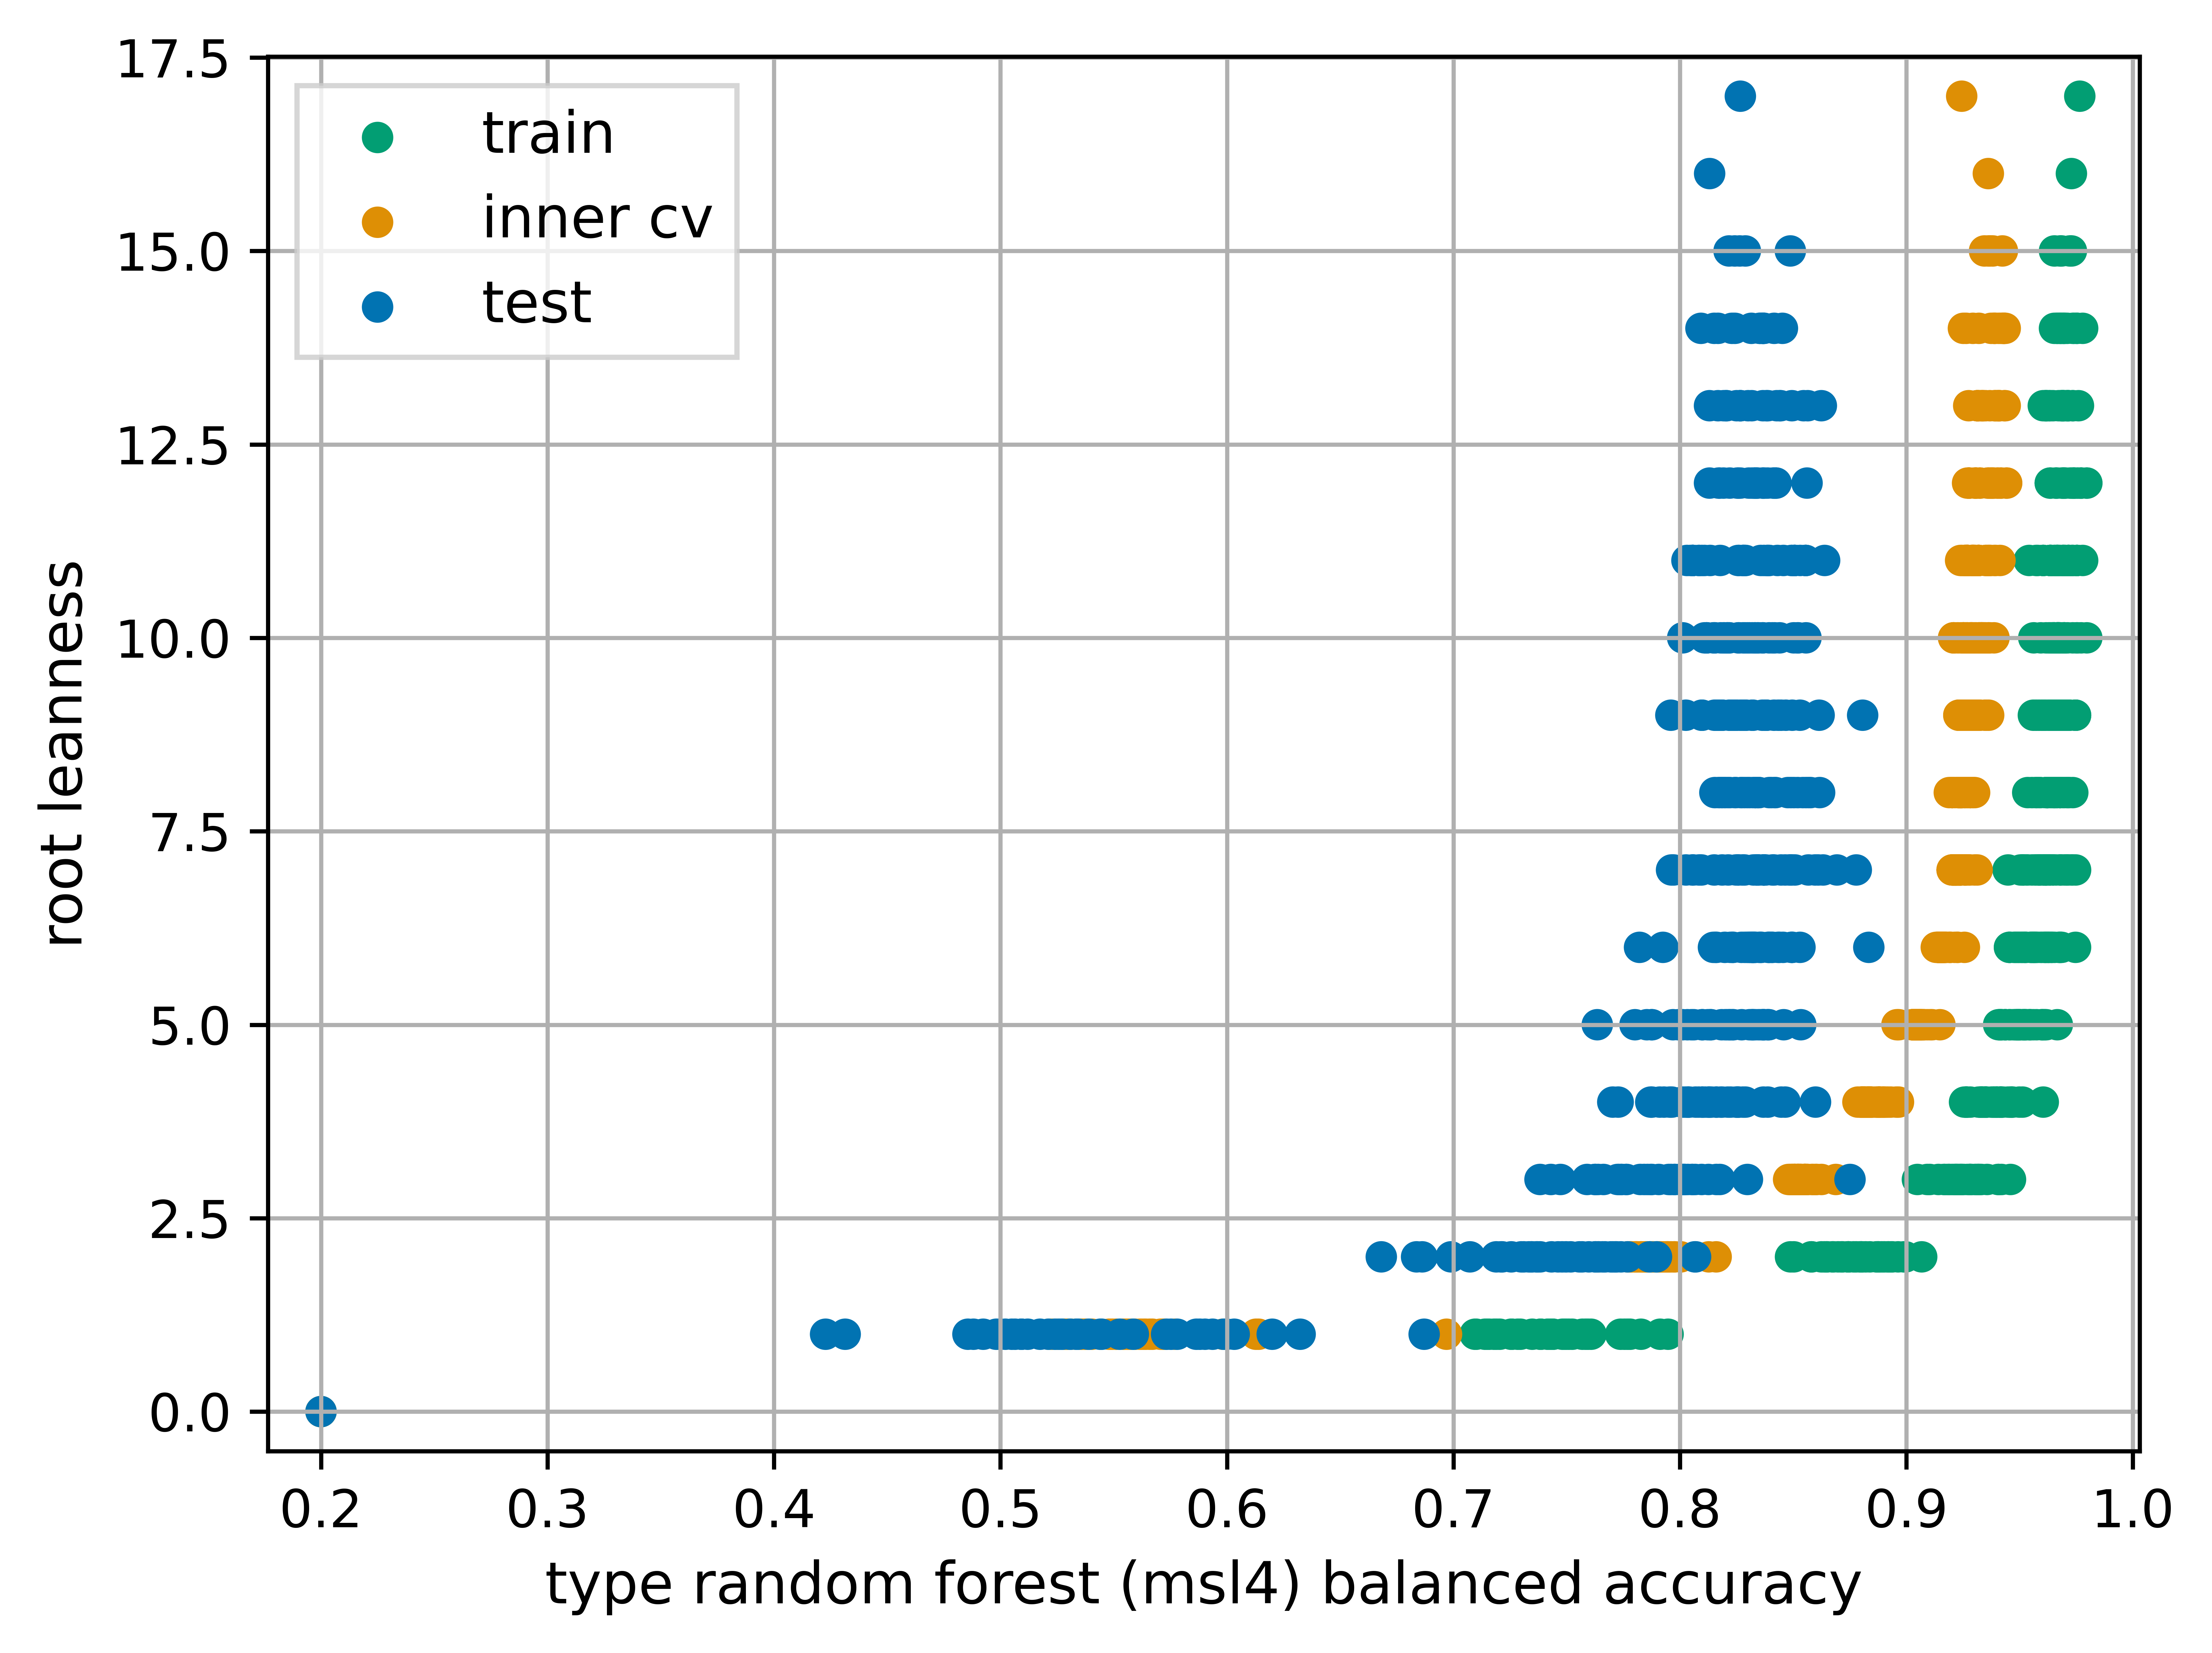 17.5
15.0
12.5
10.0
7.5
5.0
2.5
0.0
root leanness
train
inner cv
test
0.2 0.3 0.4 0.5 0.6 0.7 0.8 0.9 1.0
type random forest (msl4) balanced accuracy